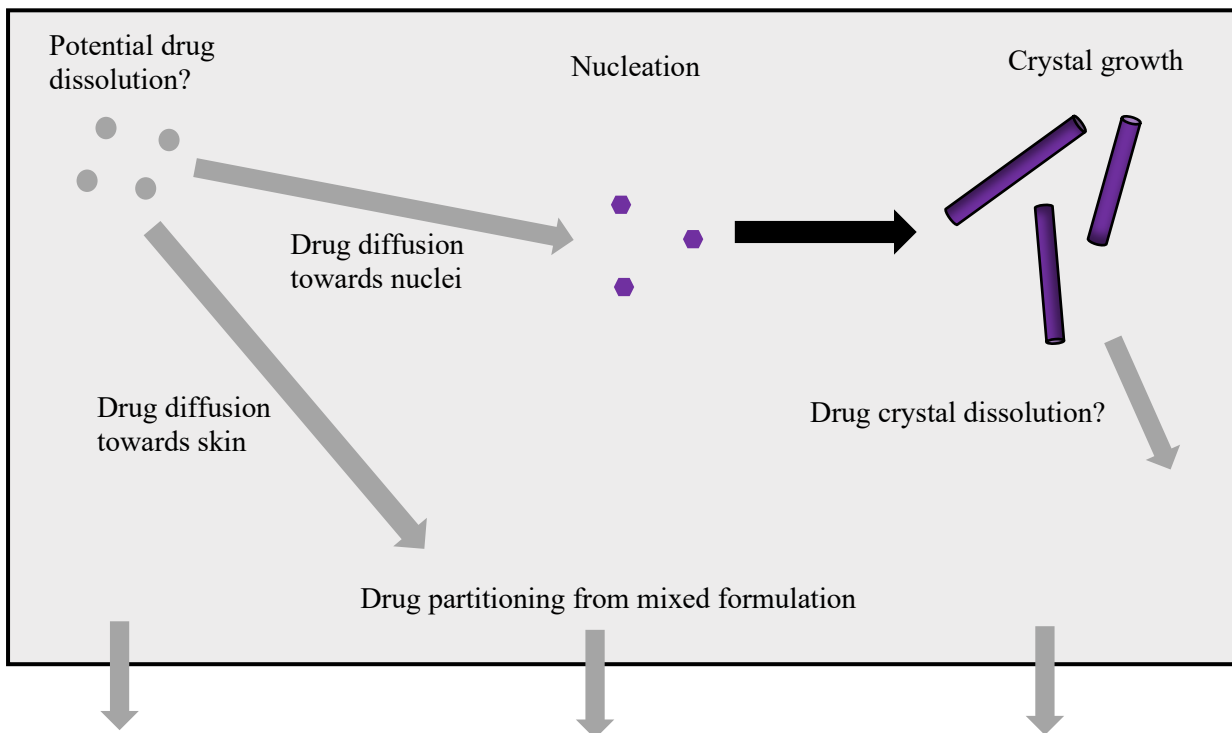 Potential drug
dissolution?
Nucleation
Crystal growth
Drug diffusion
towards nuclei
Drug diffusion
towards skin
Drug crystal dissolution?
Drug partitioning from mixed formulation